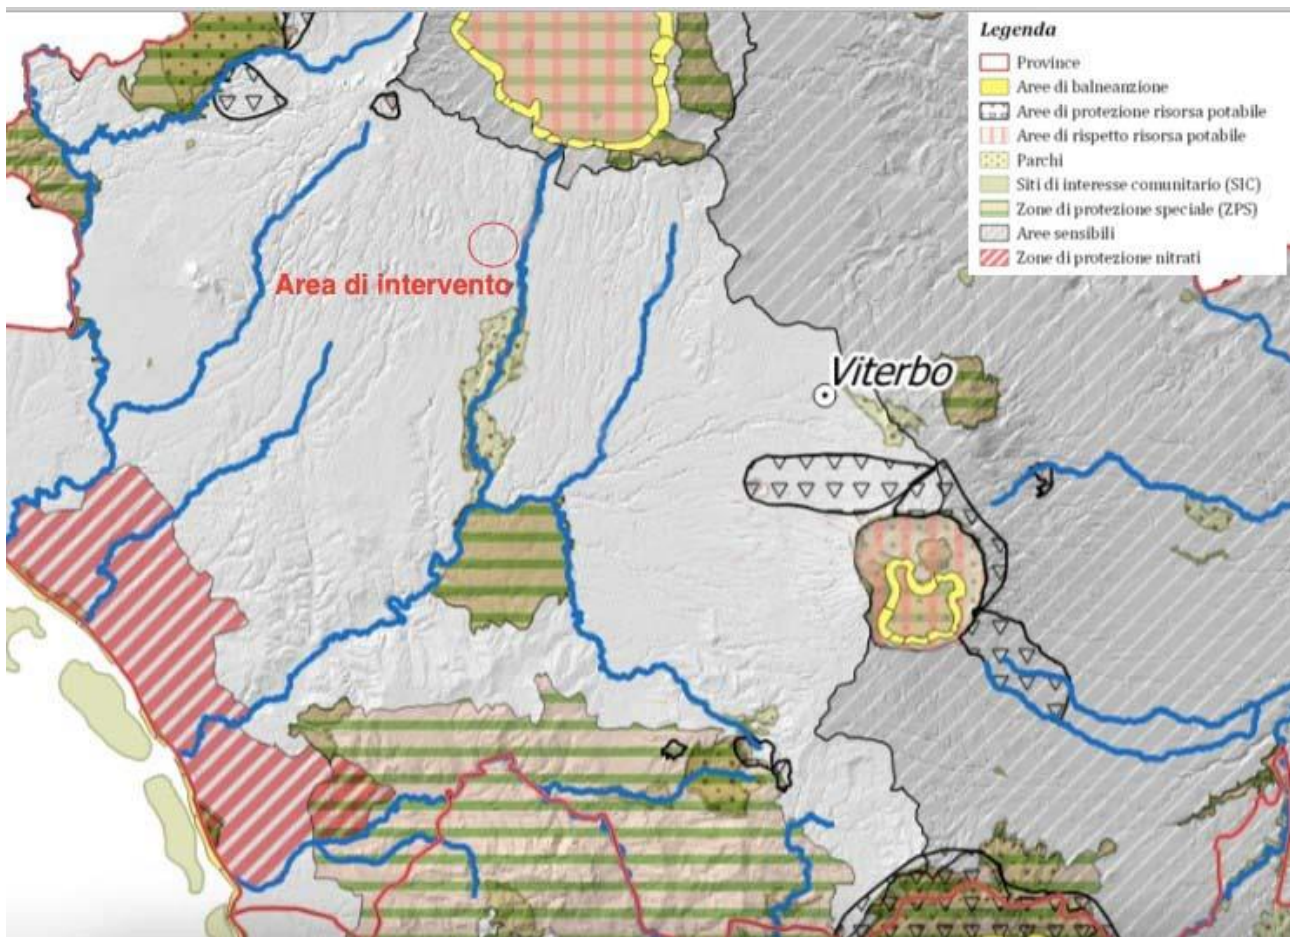 Legenda
Province
Aree di balneanzione
Aree di protezione risorsa potabile
Aree di rispetto risorsa potabile
Parchi
Siti di interesse comunitario (SIC)
Zone di protezione speciale (ZPS)
Aree sensibili
Zone di protezione nitrati
Area di intervento
Viterbo